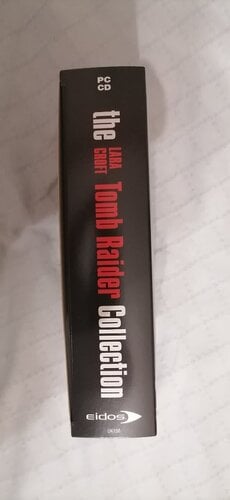 PC
CD
the LARA CROFT Tomb Raider Collection
eidos